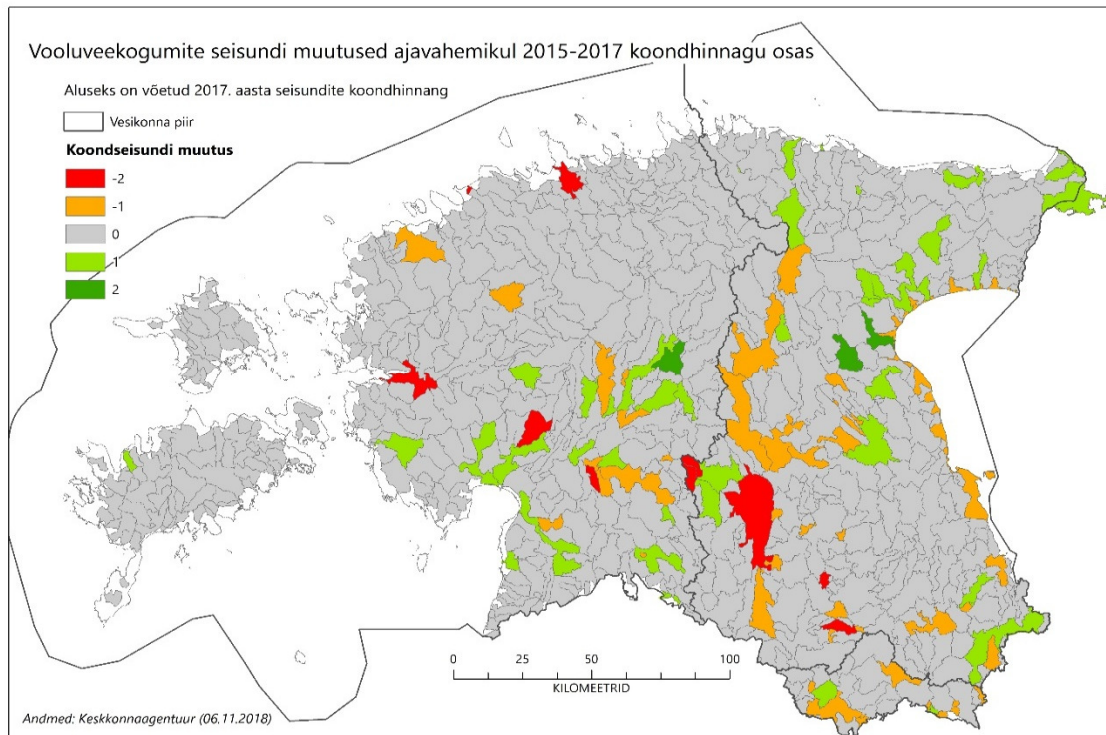 Vooluveekogumite seisundi muutused ajavahemikul 2015-2017 koondhinnagu osas
Aluseks on võetud 2017. aasta seisundite koondhinnang
Vesikonna piir
Koondseisundi muutus
-2
-1
0
1
2
0 25 50 100
KILOMEETRID
Andmed: Keskkonnaagentuur (06.11.2018)